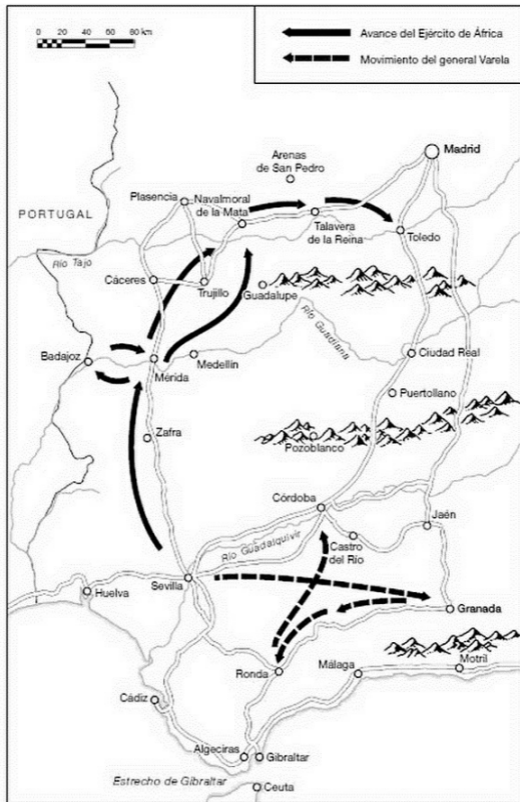 0 20 40 60 80 km
Avance del Ejército de África
Movimiento del general Varela
Madrid
Arenas
de San Pedro
Plasencia
Navalmoral
de la Mata
PORTUGAL
Talavera
de la Reina
Toledo
Río Tajo
Cáceres
Trujillo
Guadalupe
Río Guadiana
Badajoz
Mérida
Medellín
Ciudad Real
Puertollano
Zafra
Pozoblanco
Córdoba
Jaén
Río Guadalquivir
Castro
del Río
Sevilla
Huelva
Granada
Ronda
Málaga
Motril
Cádiz
Algeciras
Gibraltar
Estrecho de Gibraltar
Ceuta